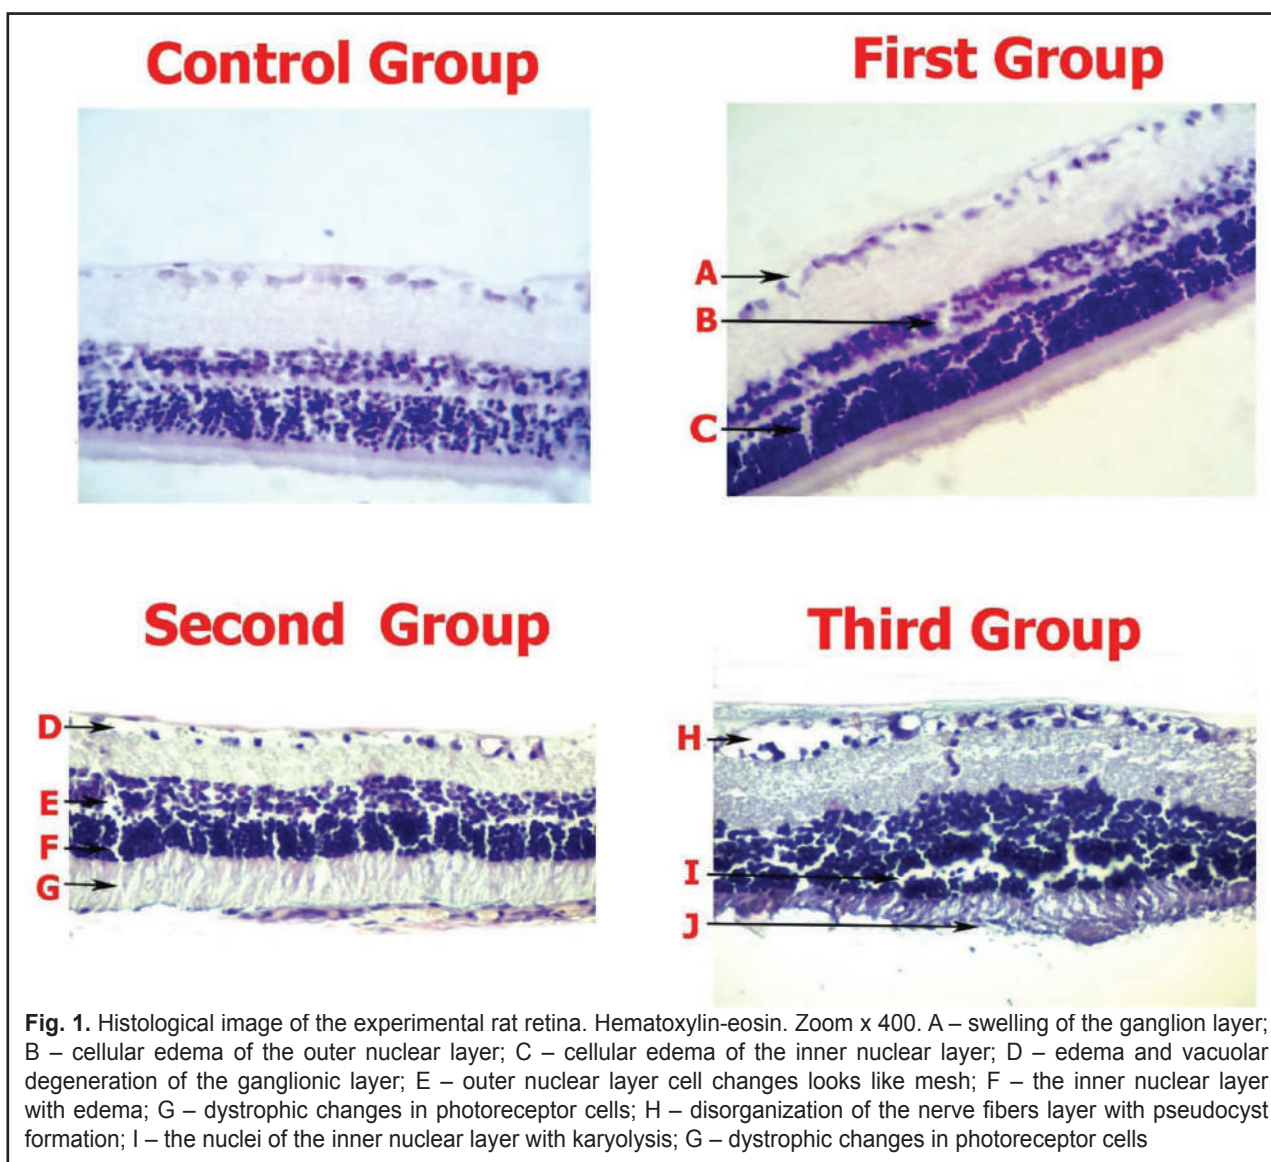 Control Group
First Group
A
B
C
Second Group
Third Group
D
E
F
G
H
I
J
Fig. 1. Histological image of the experimental rat retina. Hematoxylin-eosin. Zoom x 400. A – swelling of the ganglion layer;
B – cellular edema of the outer nuclear layer; C – cellular edema of the inner nuclear layer; D – edema and vacuolar
degeneration of the ganglionic layer; E – outer nuclear layer cell changes looks like mesh; F – the inner nuclear layer
with edema; G – dystrophic changes in photoreceptor cells; H – disorganization of the nerve fibers layer with pseudocyst
formation; I – the nuclei of the inner nuclear layer with karyolysis; G – dystrophic changes in photoreceptor cells